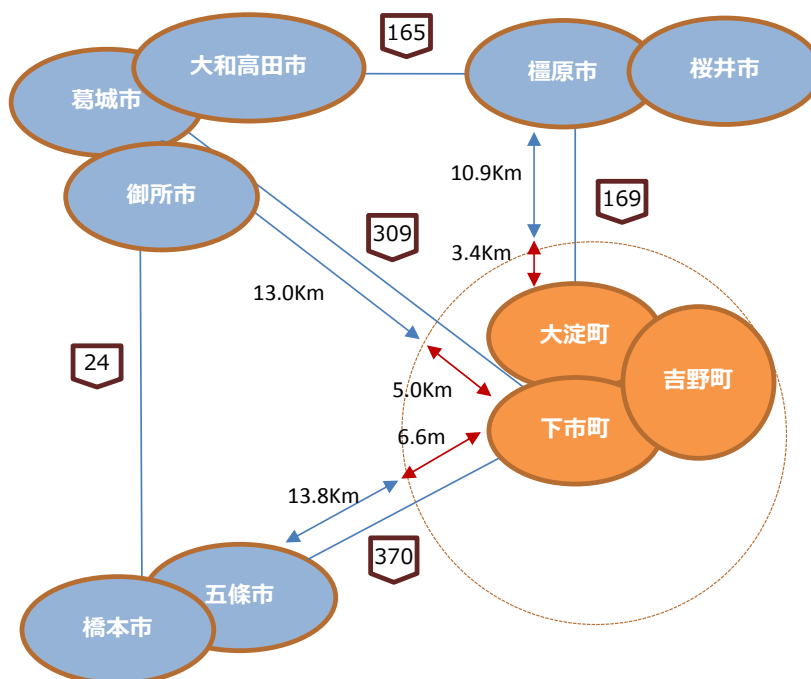 165
大和高田市
橿原市
桜井市
葛城市
10.9Km
御所市
169
309
3.4Km
13.0Km
大淀町
24
吉野町
5.0Km
下市町
6.6m
13.8Km
370
五條市
橋本市